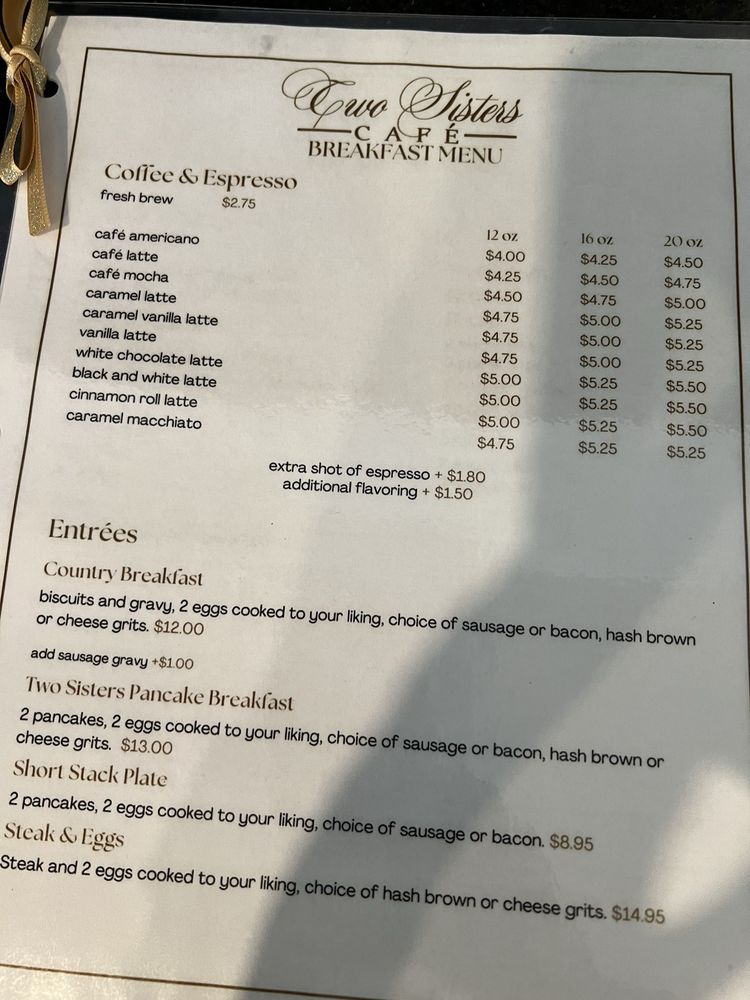 Two Sisters
CAFÉ
BREAKFAST MENU
Coffee & Espresso
fresh brew $2.75
12 oz 16 oz 20 oz
café americano $4.00 $4.25 $4.50
café latte $4.25 $4.50 $4.75
café mocha $4.50 $4.75 $5.00
caramel latte $4.75 $5.00 $5.25
caramel vanilla latte $4.75 $5.00 $5.25
vanilla latte $4.75 $5.00 $5.25
white chocolate latte $5.00 $5.25 $5.50
black and white latte $5.00 $5.25 $5.50
cinnamon roll latte $5.00 $5.25 $5.50
caramel macchiato $4.75 $5.25 $5.25
extra shot of espresso + $1.80
additional flavoring + $1.50
Entrées
Country Breakfast
biscuits and gravy, 2 eggs cooked to your liking, choice of sausage or bacon, hash brown
or cheese grits. $12.00
add sausage gravy +$1.00
Two Sisters Pancake Breakfast
2 pancakes, 2 eggs cooked to your liking, choice of sausage or bacon, hash brown or
cheese grits. $13.00
Short Stack Plate
2 pancakes, 2 eggs cooked to your liking, choice of sausage or bacon. $8.95
Steak & Eggs
Steak and 2 eggs cooked to your liking, choice of hash brown or cheese grits. $14.95